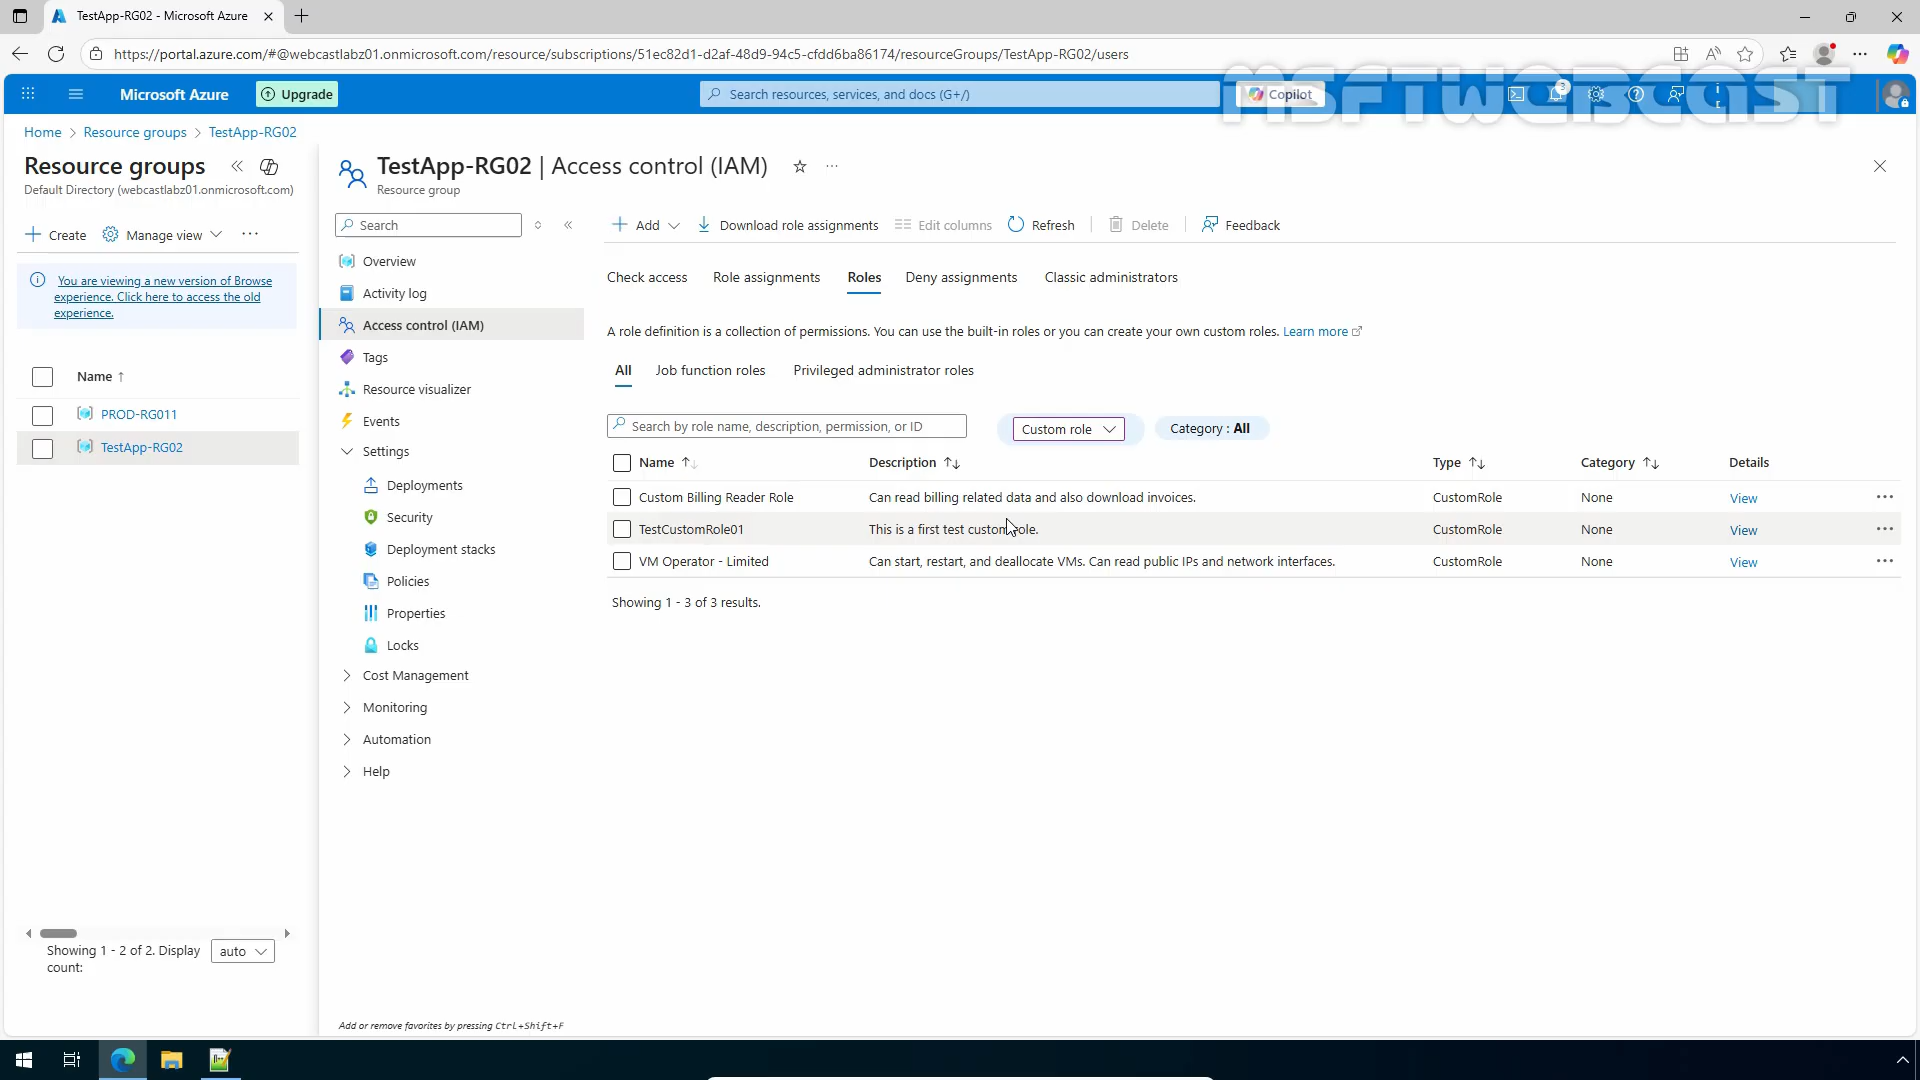 TestApp-RG02 - Microsoft Azure
https://portal.azure.com/#@webcastlabz01.onmicrosoft.com/resource/subscriptions/51ec82d1-d2af-48d9-94c5-cfdd6ba86174/resourceGroups/TestApp-RG02/users
Microsoft Azure
Upgrade
Search resources, services, and docs (G+/)
Copilot
3
MSFTWEBCAST
Home > Resource groups > TestApp-RG02
Resource groups
Default Directory (webcastlabz01.onmicrosoft.com)
Create
Manage view
You are viewing a new version of Browse
experience. Click here to access the old
experience.
Name ↑
PROD-RG011
TestApp-RG02
Showing 1 - 2 of 2. Display
count:
auto
TestApp-RG02 | Access control (IAM)
Resource group
Search
Overview
Activity log
Access control (IAM)
Tags
Resource visualizer
Events
Settings
Deployments
Security
Deployment stacks
Policies
Properties
Locks
Cost Management
Monitoring
Automation
Help
Add or remove favorites by pressing Ctrl+Shift+F
Add
Download role assignments
Edit columns
Refresh
Delete
Feedback
Check access
Role assignments
Roles
Deny assignments
Classic administrators
A role definition is a collection of permissions. You can use the built-in roles or you can create your own custom roles. Learn more
All
Job function roles
Privileged administrator roles
Search by role name, description, permission, or ID
Custom role
Category : All
Name ↑↓ Description ↑↓ Type ↑↓ Category ↑↓ Details
Custom Billing Reader Role Can read billing related data and also download invoices. CustomRole None View
TestCustomRole01 This is a first test custom role. CustomRole None View
VM Operator - Limited Can start, restart, and deallocate VMs. Can read public IPs and network interfaces. CustomRole None View
Showing 1 - 3 of 3 results.